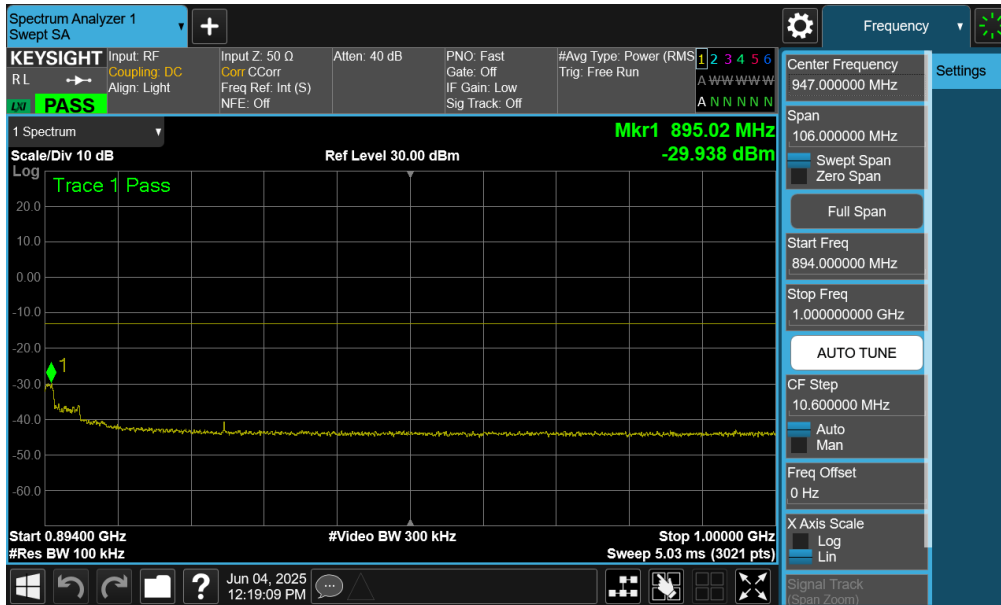 Spectrum Analyzer 1
Swept SA
+
Frequency
KEYSIGHT
RL
LXI PASS
Input: RF
Coupling: DC
Align: Light
Input Z: 50 Ω
Corr CCorr
Freq Ref: Int (S)
NFE: Off
Atten: 40 dB
PNO: Fast
Gate: Off
IF Gain: Low
Sig Track: Off
#Avg Type: Power (RMS
Trig: Free Run
1 2 3 4 5 6
A W W W W W
A N N N N N
1 Spectrum
Mkr1 895.02 MHz
Scale/Div 10 dB
Ref Level 30.00 dBm
-29.938 dBm
Log
Trace 1 Pass
20.0
10.0
0.00
-10.0
-20.0
1
-30.0
-40.0
-50.0
-60.0
Start 0.89400 GHz
#Video BW 300 kHz
Stop 1.00000 GHz
#Res BW 100 kHz
Sweep 5.03 ms (3021 pts)
?
Jun 04, 2025
12:19:09 PM
Center Frequency
947.000000 MHz
Settings
Span
106.000000 MHz
Swept Span
Zero Span
Full Span
Start Freq
894.000000 MHz
Stop Freq
1.000000000 GHz
AUTO TUNE
CF Step
10.600000 MHz
Auto
Man
Freq Offset
0 Hz
X Axis Scale
Log
Lin
Signal Track
(Span Zoom)